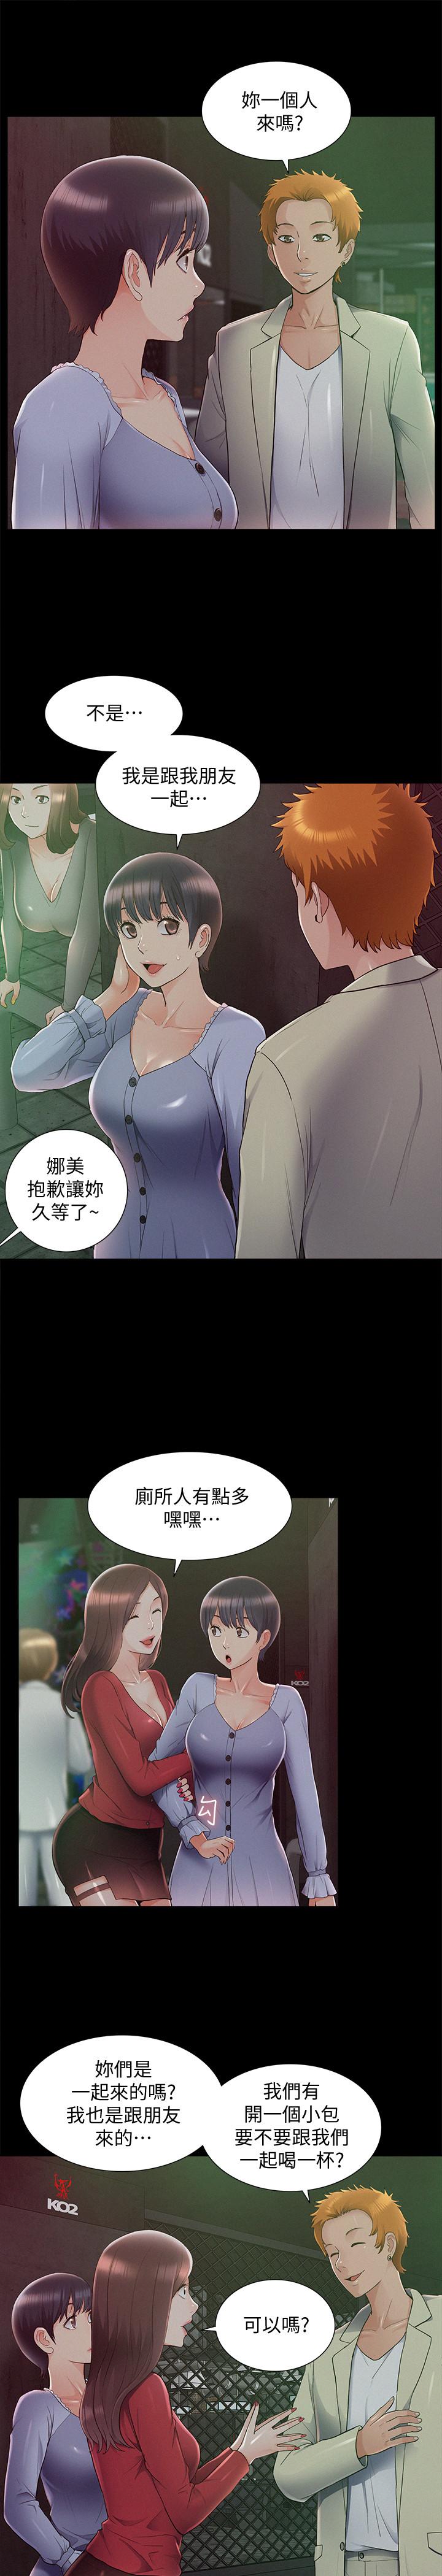 妳一個人
來嗎?
不是⋯
我是跟我朋友
一起⋯
娜美
抱歉讓妳
久等了~
廁所人有點多
嘿嘿⋯
KO2
勾
妳們是
一起來的嗎?
我也是跟朋友
來的⋯
我們有
開一個小包
要不要跟我們
一起喝一杯?
KO2
可以嗎?